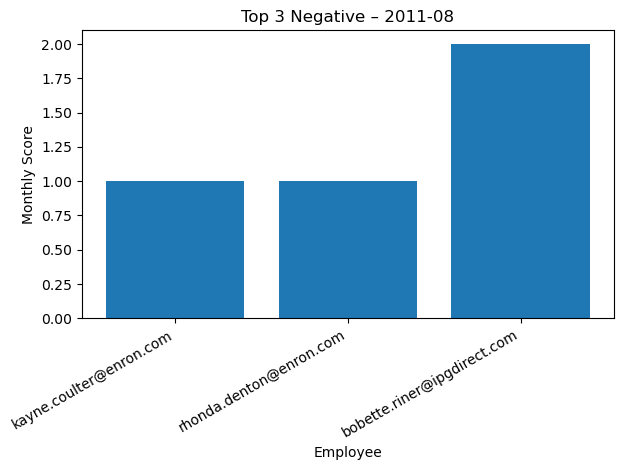 Top 3 Negative – 2011-08
Monthly Score
2.00
1.75
1.50
1.25
1.00
0.75
0.50
0.25
0.00
kayne.coulter@enron.com
rhonda.denton@enron.com
bobette.riner@ipgdirect.com
Employee